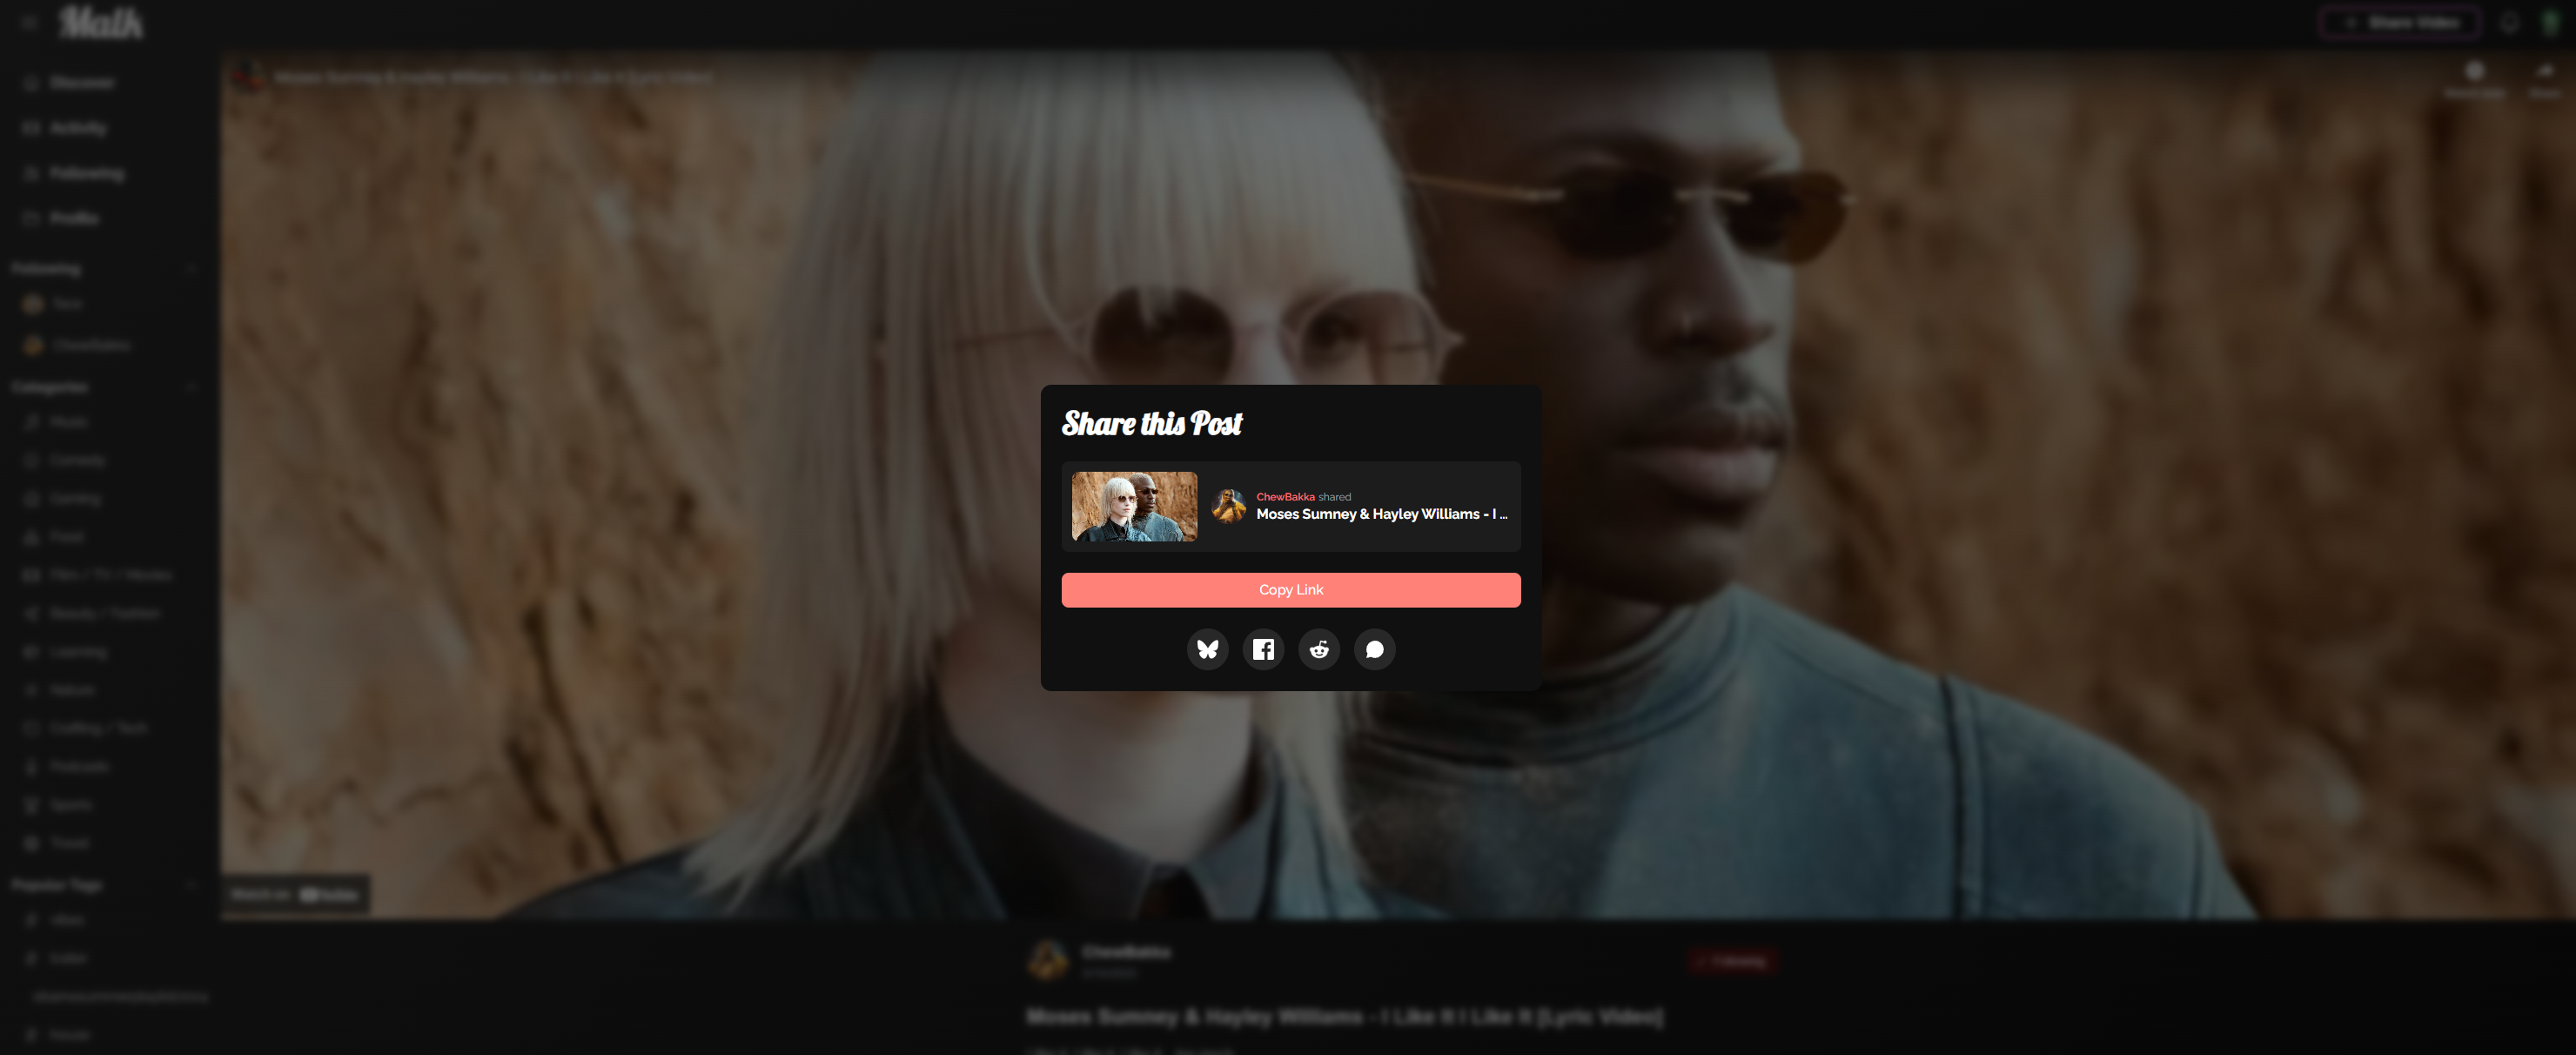 Malk
Share Video
Moses Sumney & Hayley Williams - I Like It I Like It [Lyric Video]
Discover
Activity
Following
Profile
Following
ChewBakka
Categories
Music
Comedy
Gaming
Food
Film / TV / Movies
Beauty / Fashion
Learning
Nature
Crafting / Tech
Podcasts
Sports
Travel
Popular Tags
Share this Post
ChewBakka shared
Moses Sumney & Hayley Williams - I ...
Copy Link
Watch on YouTube
ChewBakka
Following
Moses Sumney & Hayley Williams - I Like It I Like It [Lyric Video]